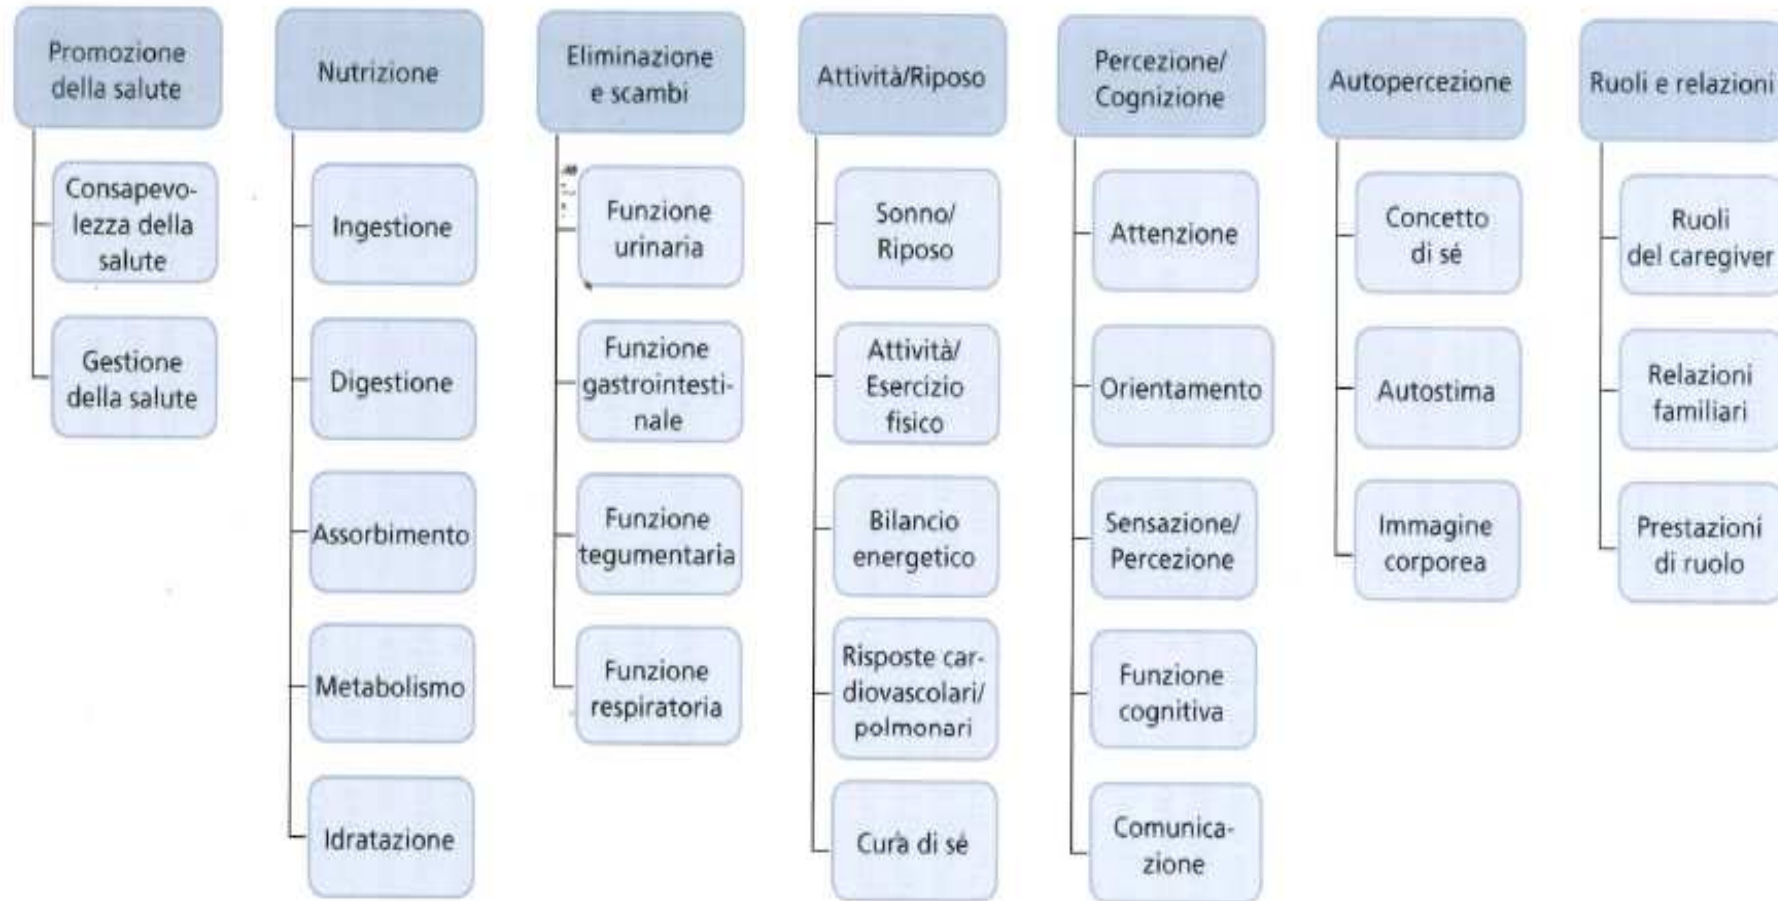 Promozione
della salute
Consapevo-
lezza della
salute
Gestione
della salute
Nutrizione
Ingestione
Digestione
Assorbimento
Metabolismo
Idratazione
Eliminazione
e scambi
Funzione
urinaria
Funzione
gastrointesti-
nale
Funzione
tegumentaria
Funzione
respiratoria
Attività/Riposo
Sonno/
Riposo
Attività/
Esercizio
fisico
Bilancio
energetico
Risposte car-
diovascolari/
polmonari
Cura di sé
Percezione/
Cognizione
Attenzione
Orientamento
Sensazione/
Percezione
Funzione
cognitiva
Comunica-
zione
Autopercezione
Concetto
di sé
Autostima
Immagine
corporea
Ruoli e relazioni
Ruoli
del caregiver
Relazioni
familiari
Prestazioni
di ruolo